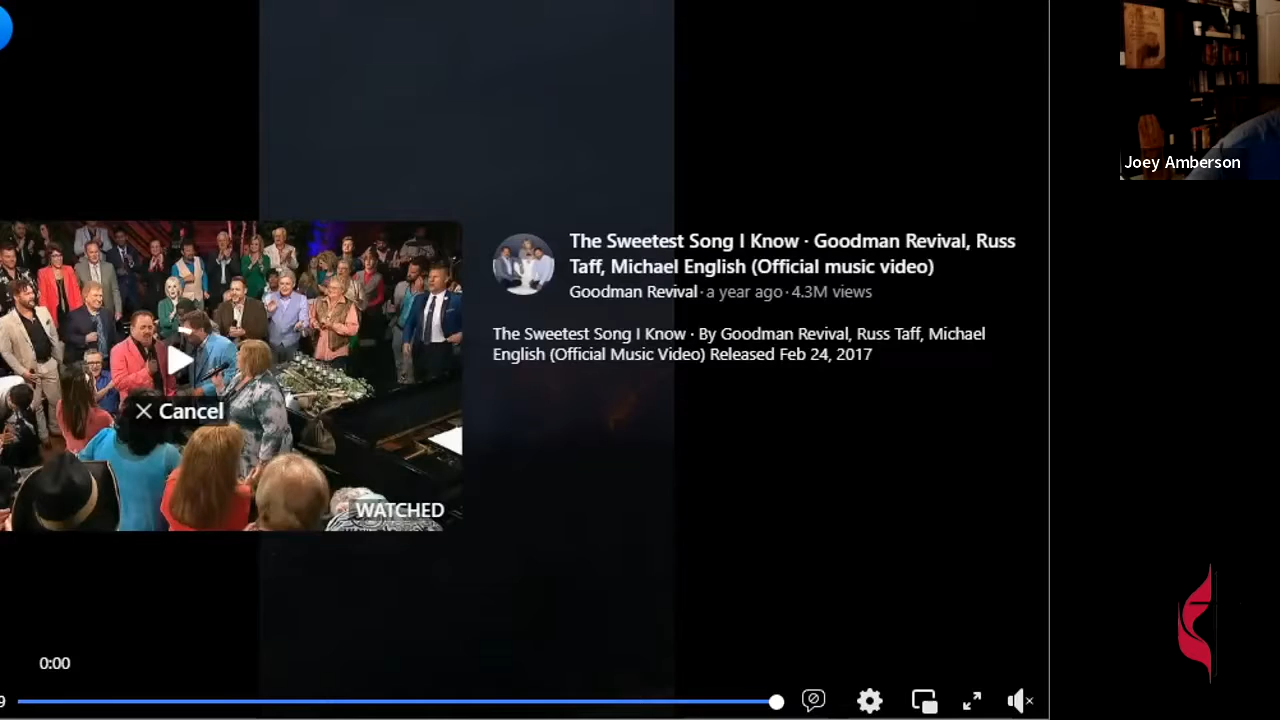 Joey Amberson
The Sweetest Song I Know · Goodman Revival, Russ
Taff, Michael English (Official music video)
Goodman Revival · a year ago · 4.3M views
The Sweetest Song I Know · By Goodman Revival, Russ Taff, Michael
English (Official Music Video) Released Feb 24, 2017
Cancel
WATCHED
0:00
9